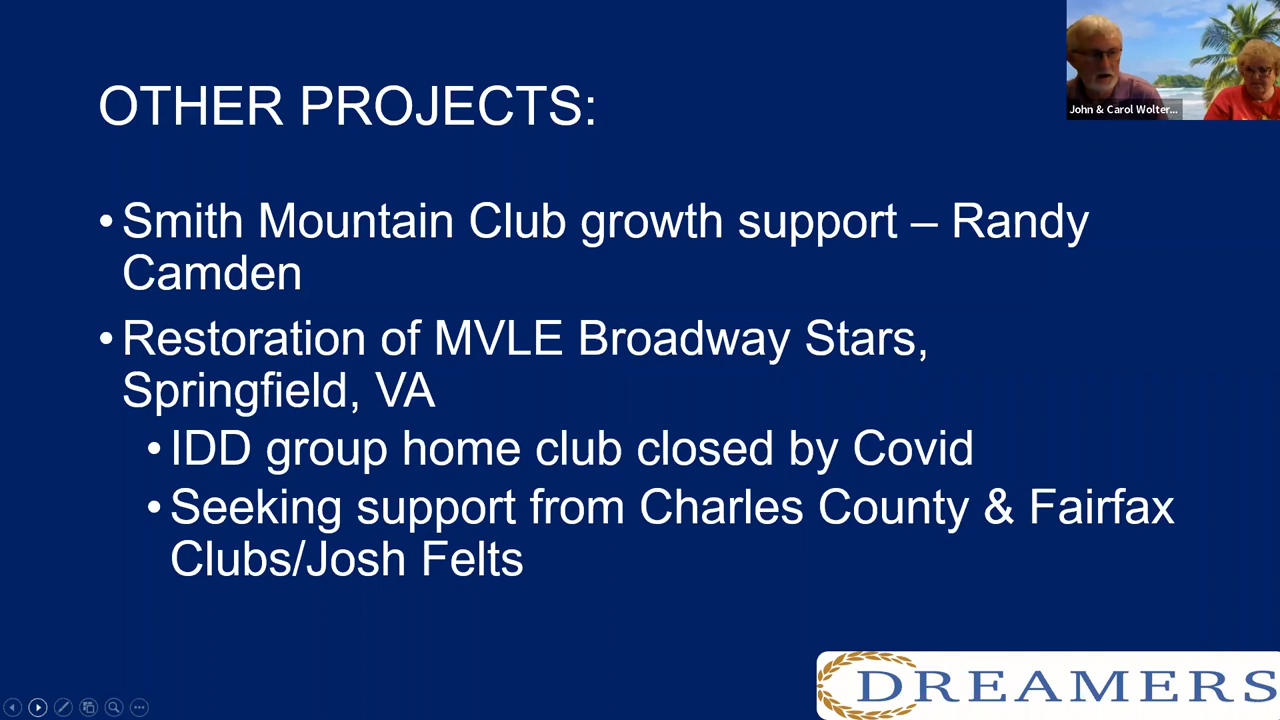 John & Carol Wolter...
OTHER PROJECTS:
• Smith Mountain Club growth support – Randy
Camden
• Restoration of MVLE Broadway Stars,
Springfield, VA
• IDD group home club closed by Covid
• Seeking support from Charles County & Fairfax
Clubs/Josh Felts
DREAMERS